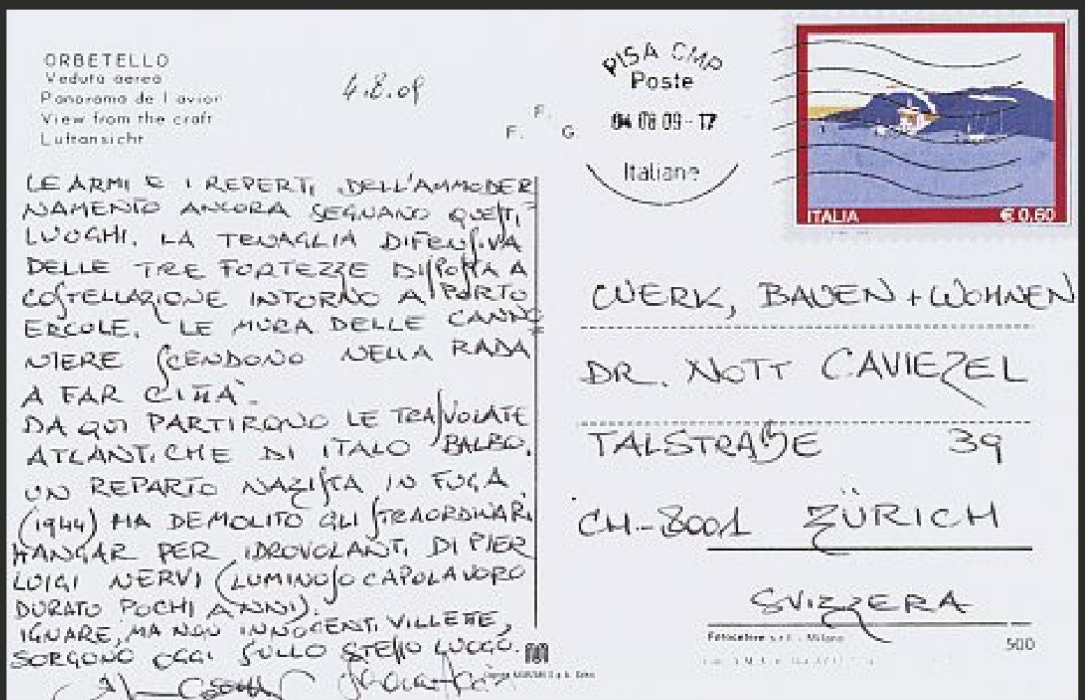 ORBETELLO
Veduta aerea
Panorama de l avion
View from the craft
Luftansicht
4.8.09
F. F. G.
PISA CMP
Poste
04 08 09 - 17
Italiane
ITALIA € 0,60
LE ARMI E I REPERTI DELL'AMMODER
NAMENTO ANCORA SEGNANO QUESTI
LUOGHI. LA TENAGLIA DIFENSIVA
DELLE TRE FORTEZZE DISPOSTA A
COSTELLAZIONE INTORNO A PORTO
ERCOLE. LE MURA DELLE CANNO
NIERE SCENDONO NELLA RADA
A FAR CITTÀ.
DA QUI PARTIRONO LE TRASVOLATE
ATLANTICHE DI ITALO BALBO.
UN REPARTO NAZISTA IN FUGA
(1944) HA DEMOLITO GLI STRAORDINARI
HANGAR PER IDROVOLANTI DI PIER
LUIGI NERVI (LUMINOSO CAPOLAVORO
DURATO POCHI ANNI).
IGNARE, MA NON INNOCENTI VILLETTE,
SORGONO OGGI SULLO STESSO LUOGO.
WERK, BAUEN + WOHNEN
DR. NOTT CAVIEZEL
TALSTRAßE 39
CH-8001 ZÜRICH
SVIZZERA
Fotocelere s.r.l. - Milano
500